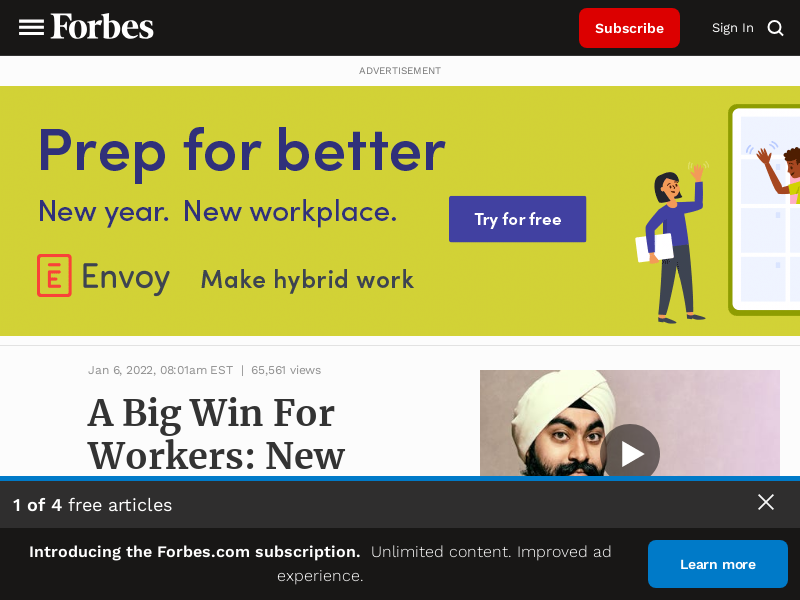 Forbes
Subscribe
Sign In
ADVERTISEMENT
Prep for better
New year. New workplace.
Try for free
Envoy
Make hybrid work
Jan 6, 2022, 08:01am EST | 65,561 views
A Big Win For
Workers: New
1 of 4 free articles
Introducing the Forbes.com subscription. Unlimited content. Improved ad
experience.
Learn more